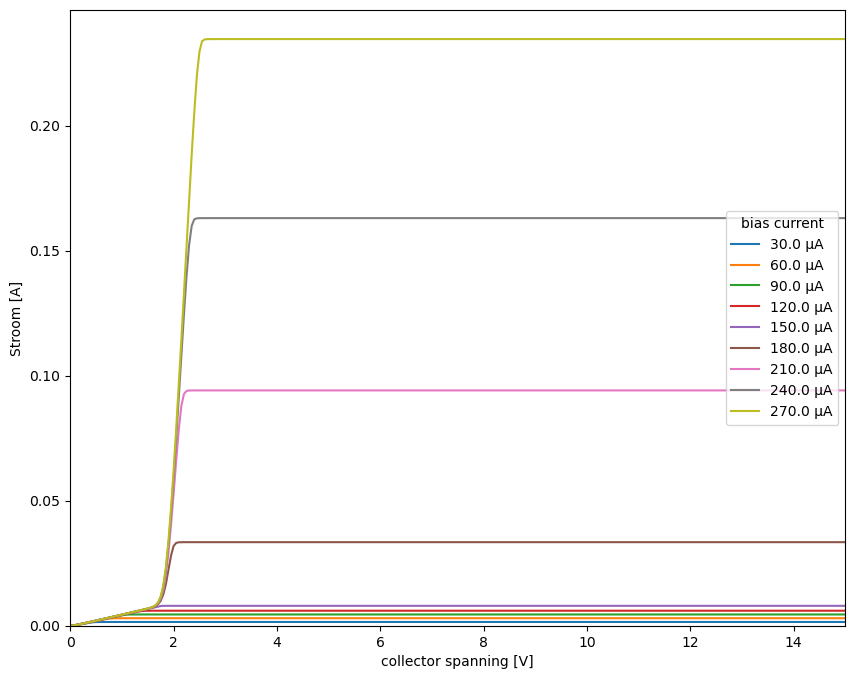 0.20
0.15
0.10
0.05
0.00
Stroom [A]
0 2 4 6 8 10 12 14
collector spanning [V]
bias current
30.0 µA
60.0 µA
90.0 µA
120.0 µA
150.0 µA
180.0 µA
210.0 µA
240.0 µA
270.0 µA